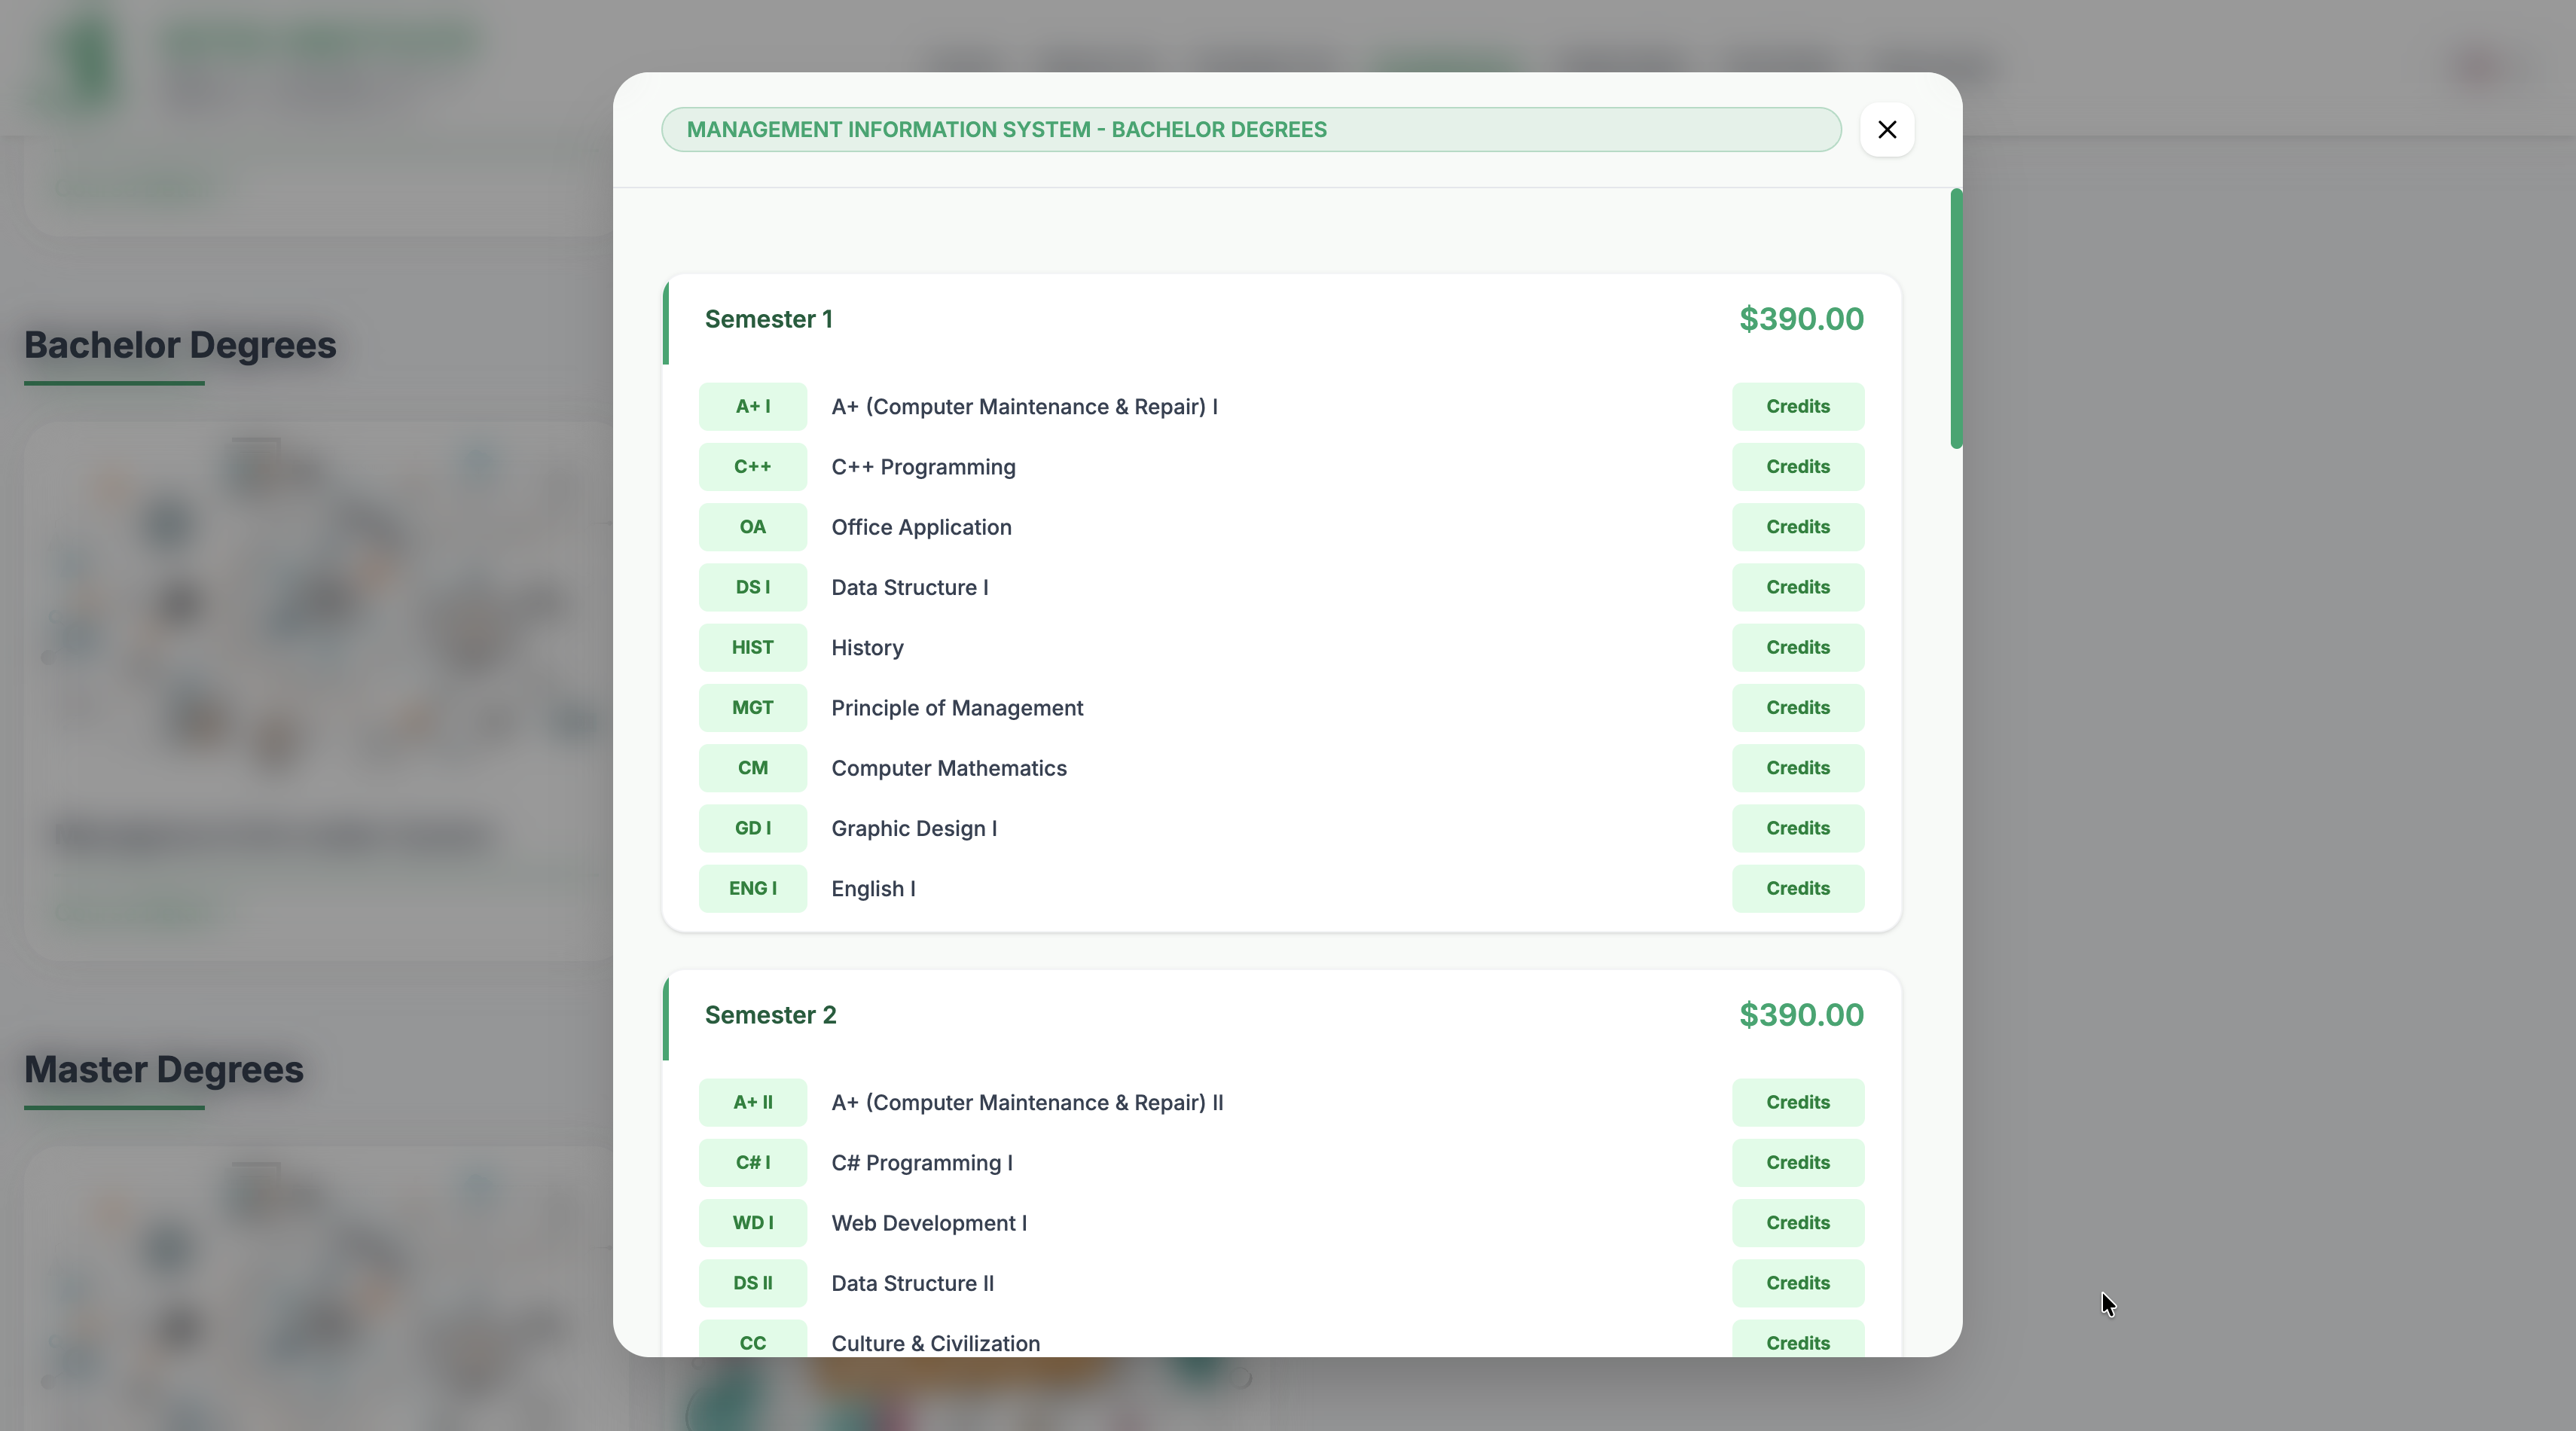 MANAGEMENT INFORMATION SYSTEM - BACHELOR DEGREES
Bachelor Degrees
Master Degrees
Semester 1 $390.00
A+ I A+ (Computer Maintenance & Repair) I Credits
C++ C++ Programming Credits
OA Office Application Credits
DS I Data Structure I Credits
HIST History Credits
MGT Principle of Management Credits
CM Computer Mathematics Credits
GD I Graphic Design I Credits
ENG I English I Credits
Semester 2 $390.00
A+ II A+ (Computer Maintenance & Repair) II Credits
C# I C# Programming I Credits
WD I Web Development I Credits
DS II Data Structure II Credits
CC Culture & Civilization Credits